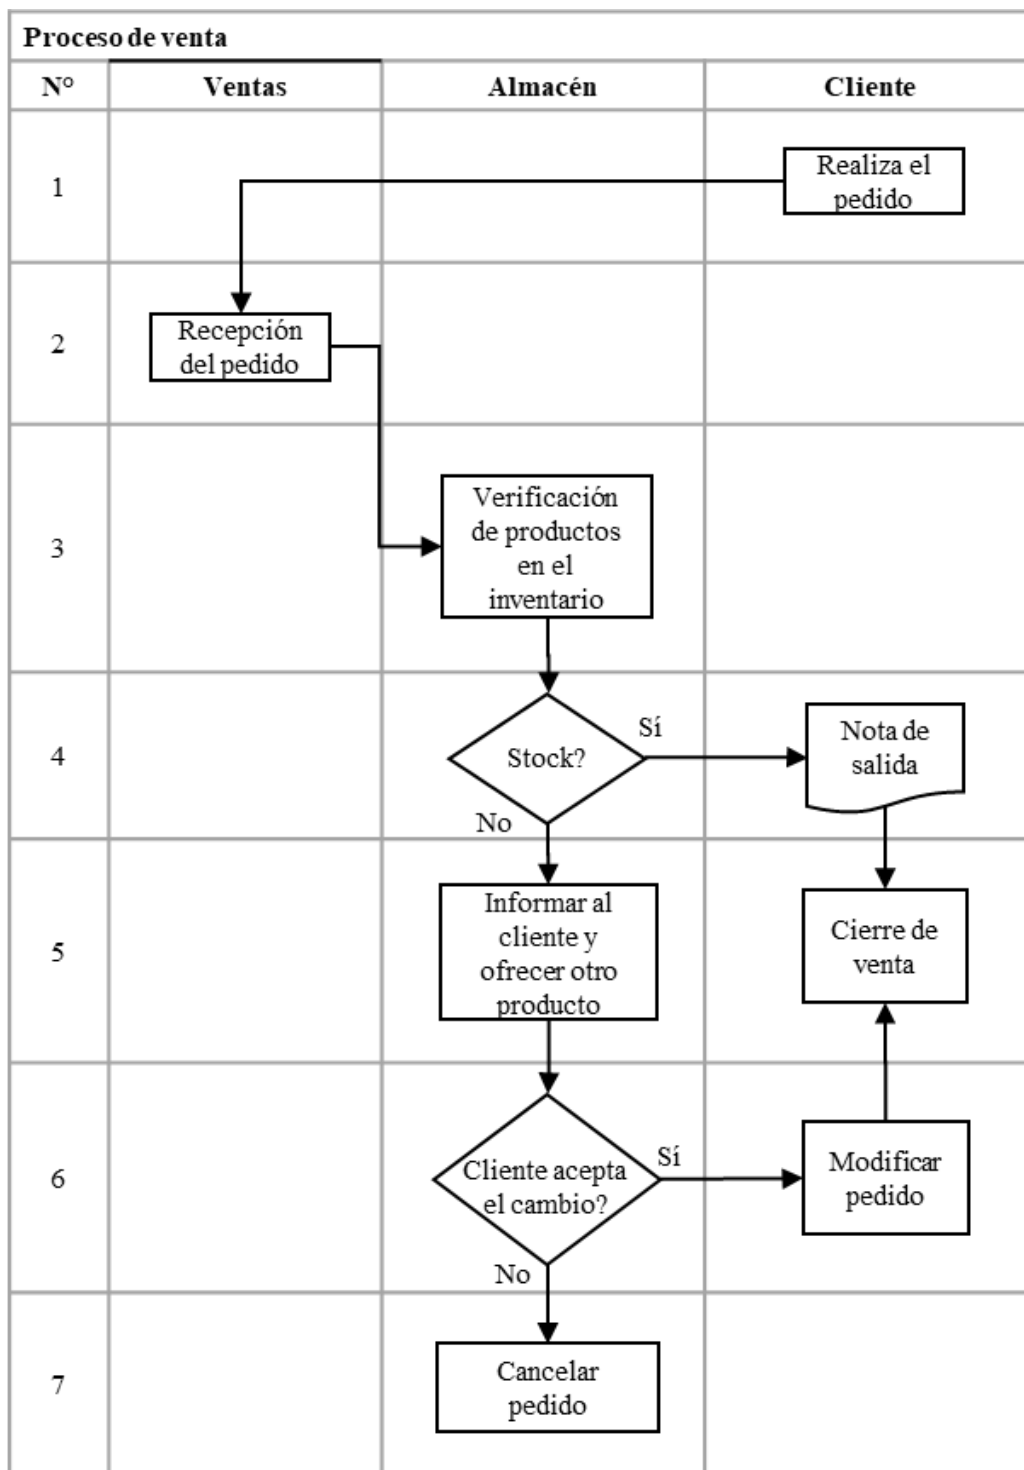 Proceso de venta
N° Ventas Almacén Cliente
1
Realiza el
pedido
2
Recepción
del pedido
3
Verificación
de productos
en el
inventario
4
Stock?
Sí
No
Nota de
salida
5
Informar al
cliente y
ofrecer otro
producto
Cierre de
venta
6
Cliente acepta
el cambio?
Sí
No
Modificar
pedido
7
Cancelar
pedido